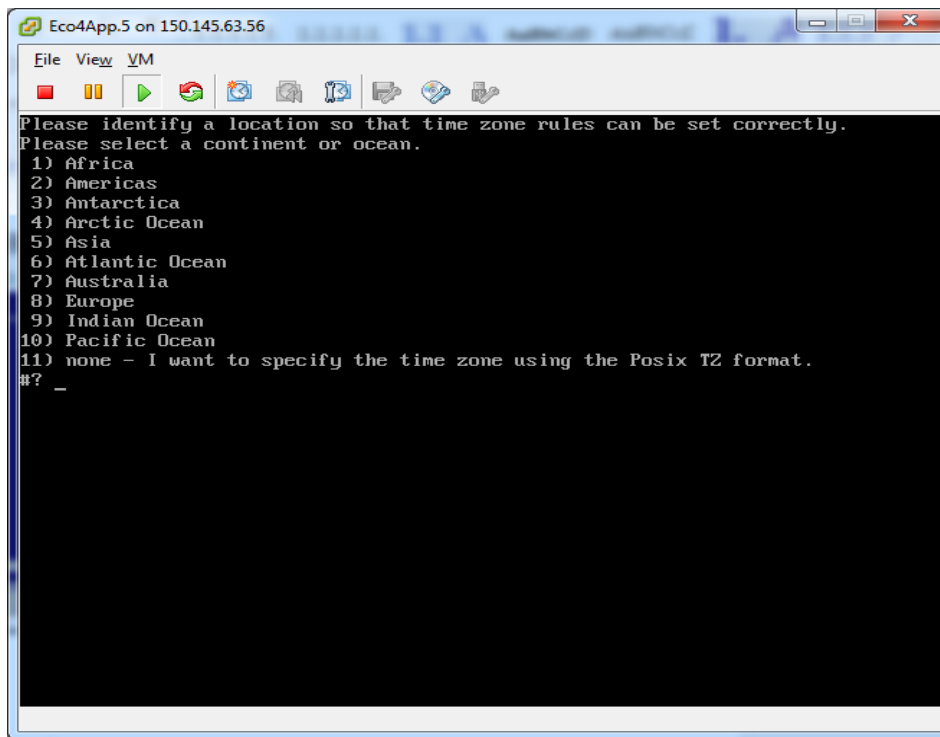 Eco4App.5 on 150.145.63.56
File View VM
Please identify a location so that time zone rules can be set correctly.
Please select a continent or ocean.
1) Africa
2) Americas
3) Antarctica
4) Arctic Ocean
5) Asia
6) Atlantic Ocean
7) Australia
8) Europe
9) Indian Ocean
10) Pacific Ocean
11) none - I want to specify the time zone using the Posix TZ format.
#? _